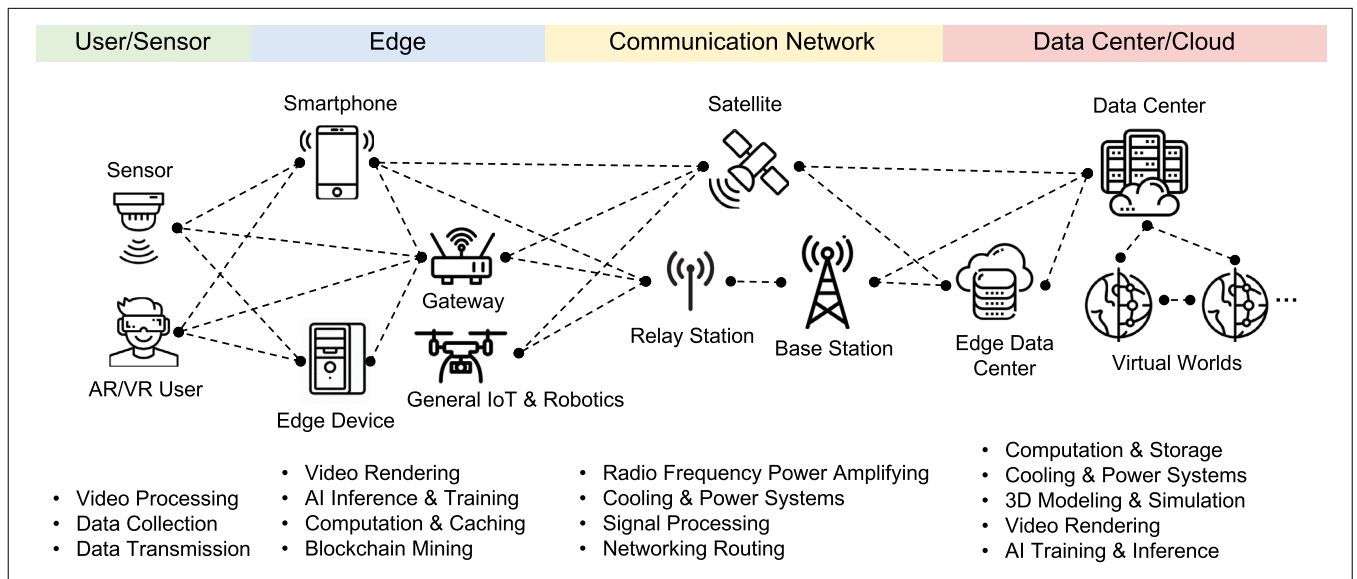 User/Sensor
Edge
Communication Network
Data Center/Cloud
Smartphone
Satellite
Data Center
Sensor
Gateway
Relay Station
Base Station
Edge Data
Center
Virtual Worlds
...
AR/VR User
Edge Device
General IoT & Robotics
• Video Processing
• Data Collection
• Data Transmission
• Video Rendering
• AI Inference & Training
• Computation & Caching
• Blockchain Mining
• Radio Frequency Power Amplifying
• Cooling & Power Systems
• Signal Processing
• Networking Routing
• Computation & Storage
• Cooling & Power Systems
• 3D Modeling & Simulation
• Video Rendering
• AI Training & Inference